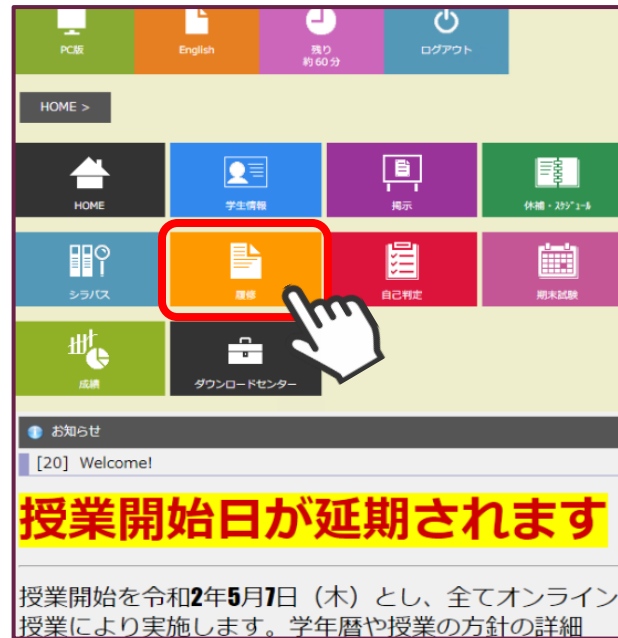 PC版
English
残り
約60分
ログアウト
HOME >
HOME
学生情報
掲示
休補・ｽｹｼﾞｭｰﾙ
シラバス
履修
自己判定
期末試験
成績
ダウンロードセンター
お知らせ
[20] Welcome!
授業開始日が延期されます
授業開始を令和2年5月7日（木）とし、全てオンライン
授業により実施します。学年暦や授業の方針の詳細